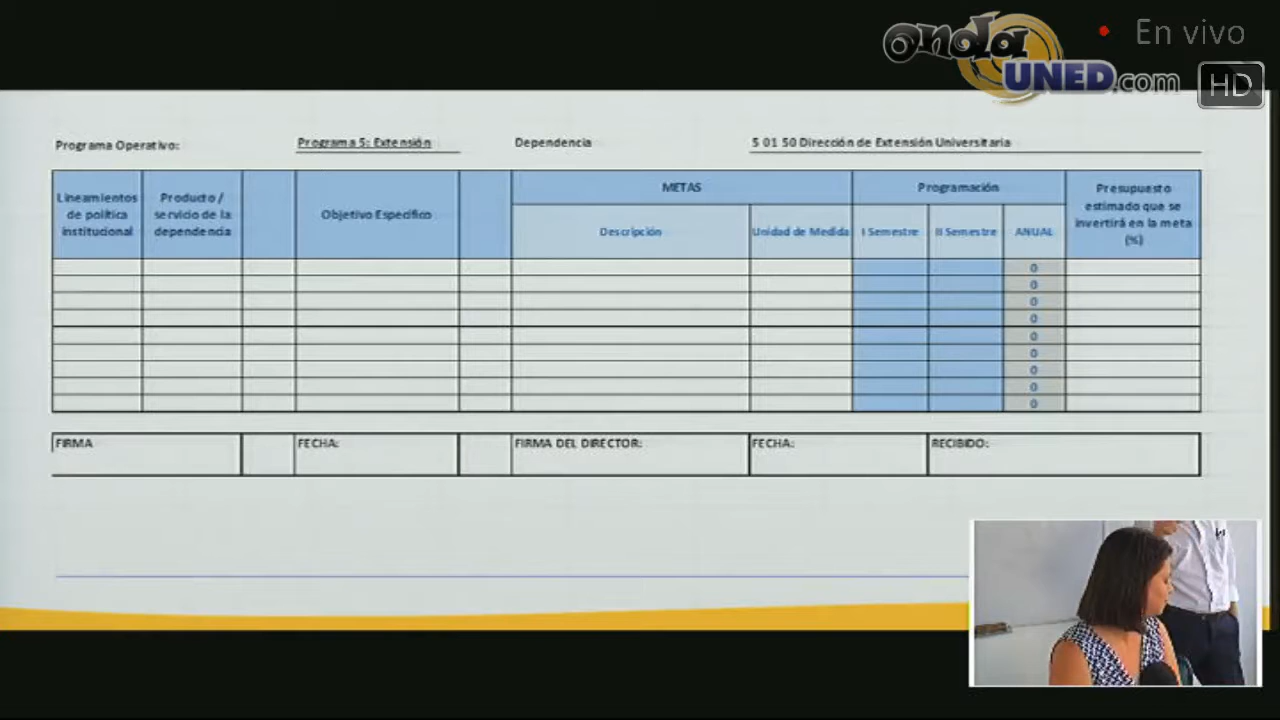 onda
UNED.com
En vivo
HD
Programa Operativo:
Programa 5: Extensión
Dependencia
5 01 50 Dirección de Extensión Universitaria
Lineamientos
de política
institucional
Producto /
servicio de la
dependencia
Objetivo Específico
METAS
Descripción
Unidad de Medida
Programación
I Semestre
II Semestre
ANUAL
Presupuesto
estimado que se
invertirá en la meta
(%)
0
0
0
0
0
0
0
0
0
FIRMA
FECHA:
FIRMA DEL DIRECTOR:
FECHA:
RECIBIDO: